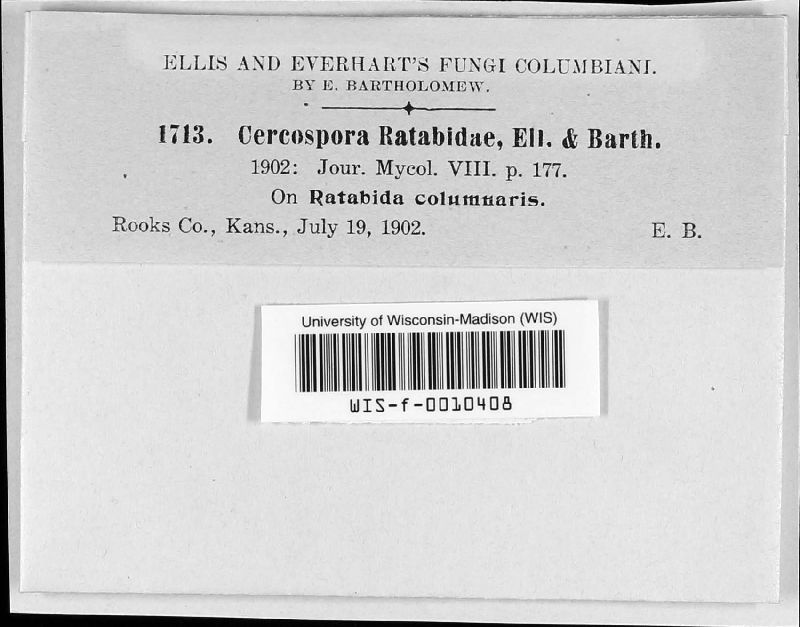 ELLIS AND EVERHART'S FUNGI COLUMBIANI.
BY E. BARTHOLOMEW.
1713. Cercospora Ratabidae, Ell. & Barth.
1902: Jour. Mycol. VIII. p. 177.
On Ratabida columnaris.
Rooks Co., Kans., July 19, 1902. E. B.
University of Wisconsin-Madison (WIS)
WIS-f-0010408